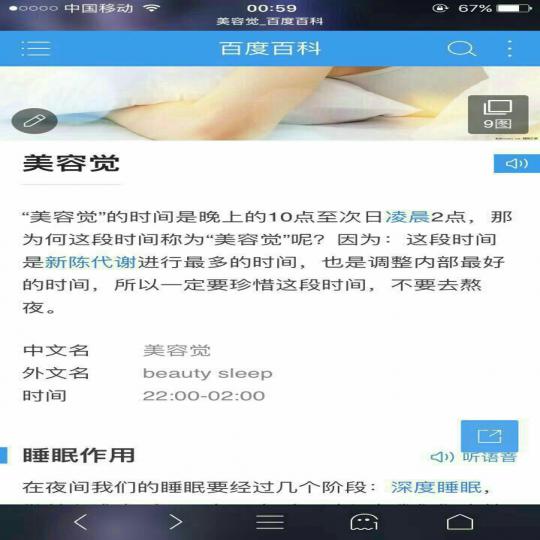 中国移动 00:59 67%
美容觉_百度百科
百度百科
9图
美容觉
“美容觉”的时间是晚上的10点至次日凌晨2点，那
为何这段时间称为“美容觉”呢？因为：这段时间
是新陈代谢进行最多的时间，也是调整内部最好
的时间，所以一定要珍惜这段时间，不要去熬
夜。
中文名 美容觉
外文名 beauty sleep
时间 22:00-02:00
睡眠作用 听语音
在夜间我们的睡眠要经过几个阶段：深度睡眠，